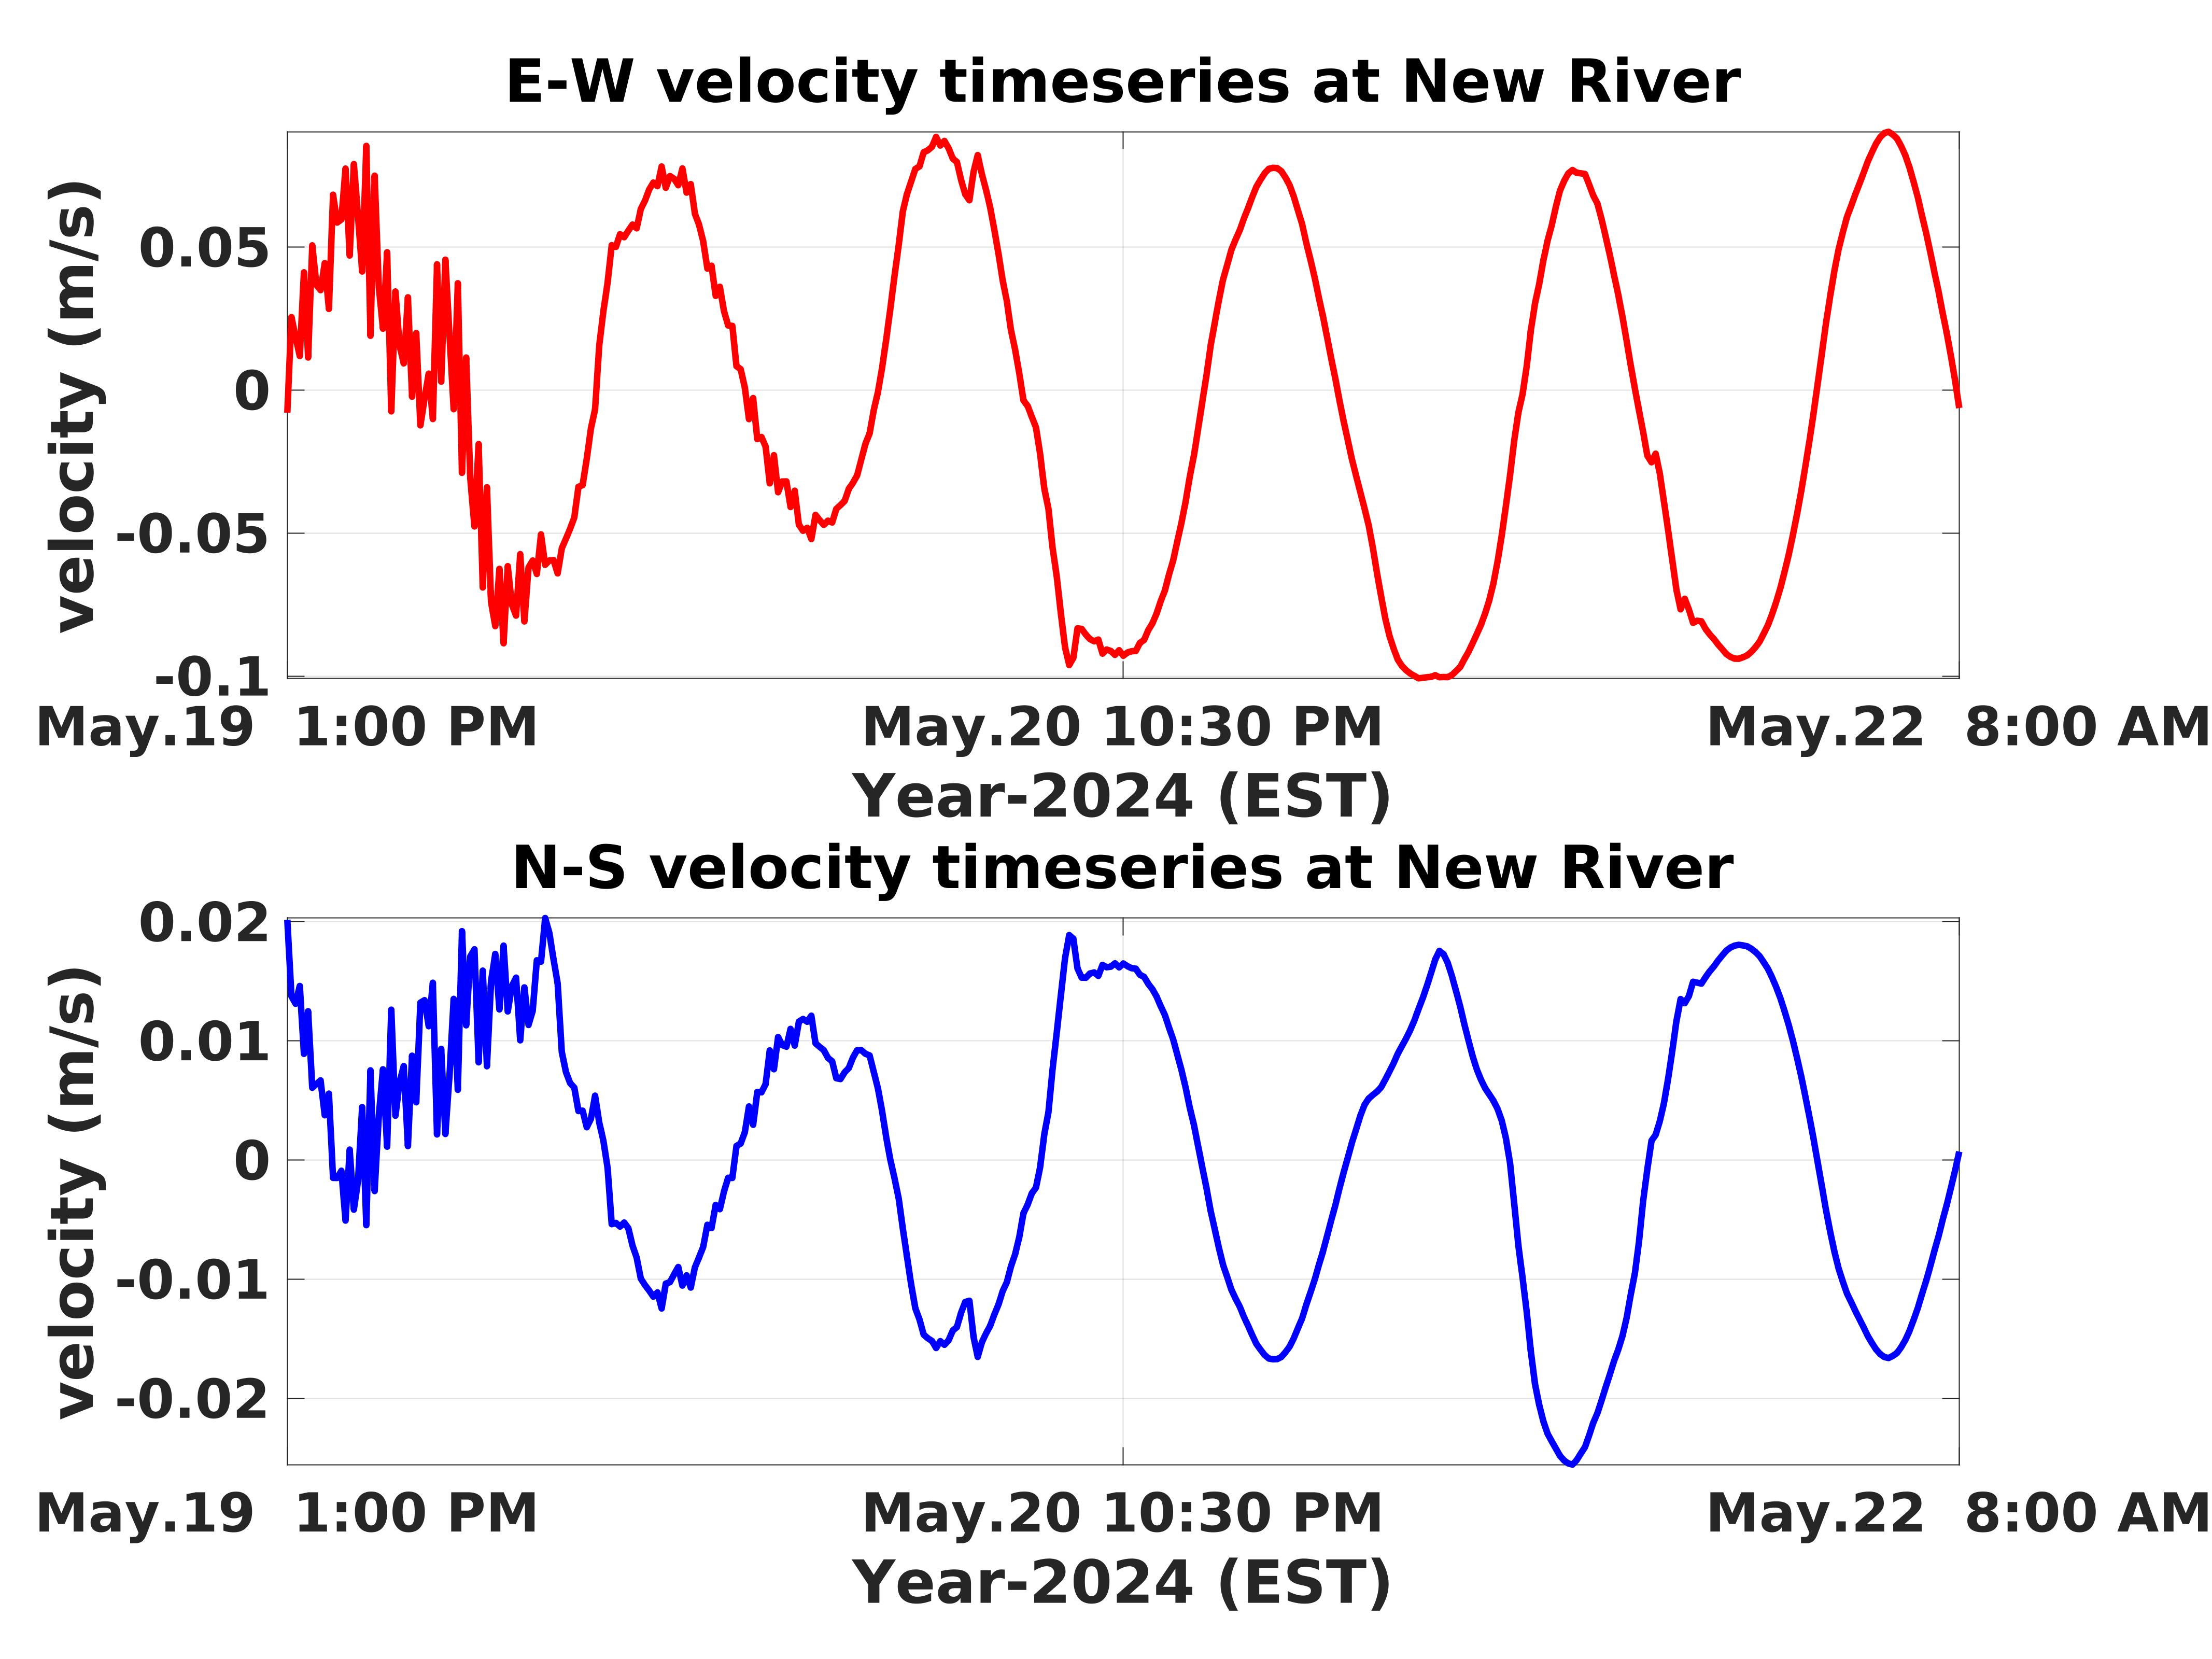 E-W velocity timeseries at New River
velocity (m/s)
0.05
0
-0.05
-0.1
May.19  1:00 PM
May.20 10:30 PM
May.22  8:00 AM
Year-2024 (EST)
N-S velocity timeseries at New River
velocity (m/s)
0.02
0.01
0
-0.01
-0.02
May.19  1:00 PM
May.20 10:30 PM
May.22  8:00 AM
Year-2024 (EST)